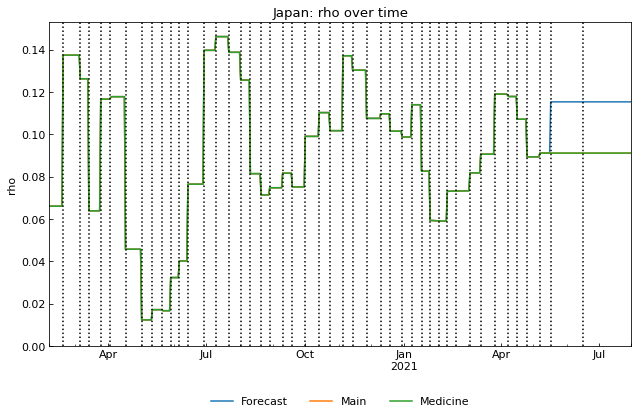 Japan: rho over time
0.14
0.12
0.10
0.08
0.06
0.04
0.02
0.00
rho
Apr Jul Oct Jan Apr Jul
2021
Forecast Main Medicine